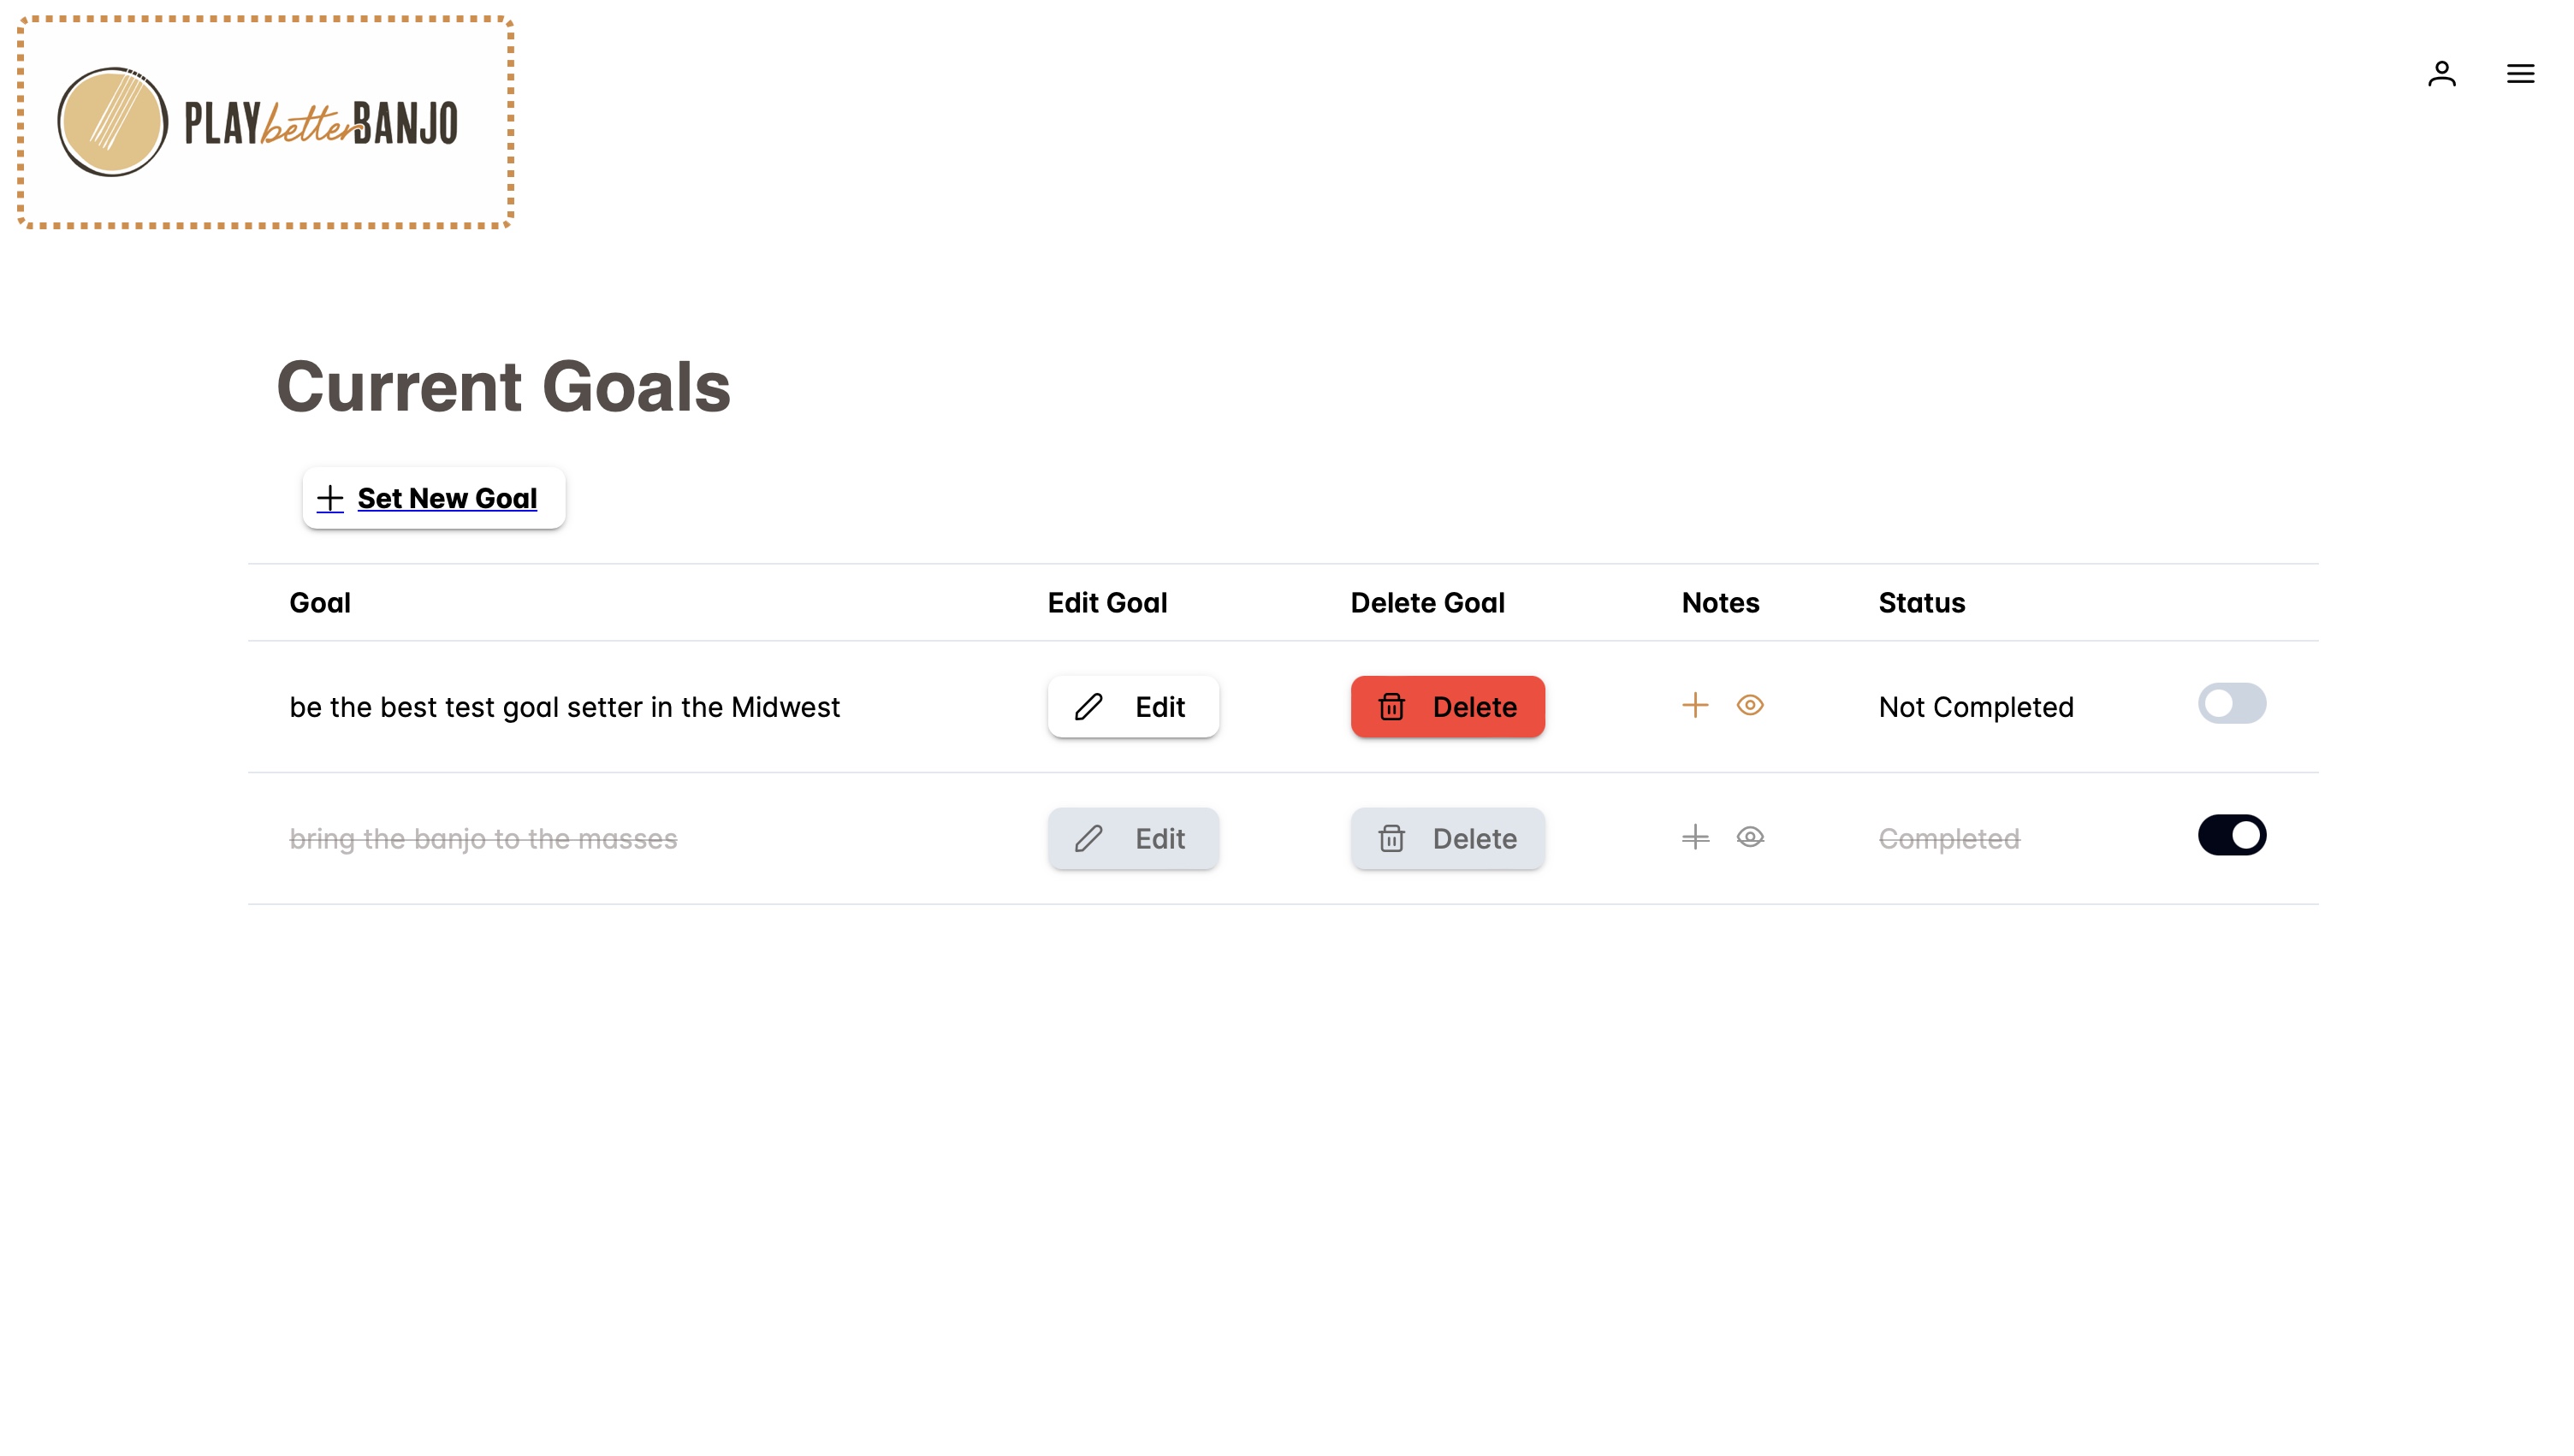 PLAY better BANJO
Current Goals
Set New Goal
Goal Edit Goal Delete Goal Notes Status
be the best test goal setter in the Midwest Edit Delete Not Completed
bring the banjo to the masses Edit Delete Completed